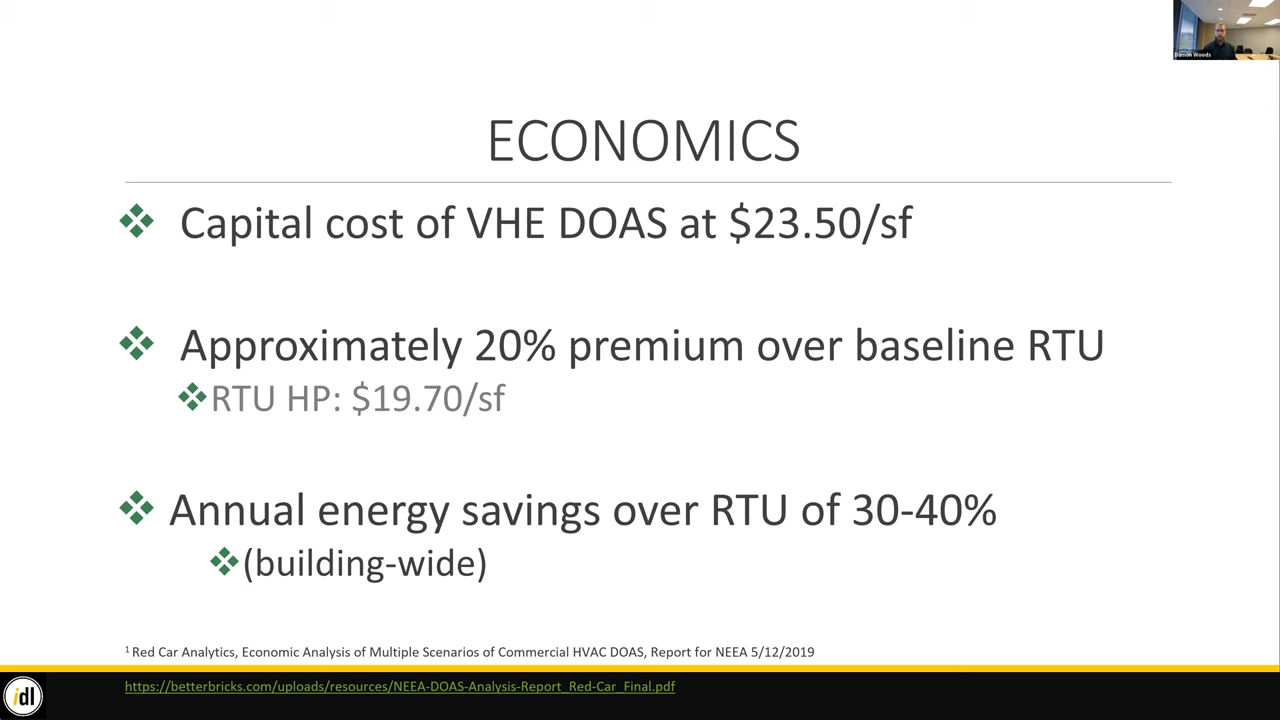 Damon Woods
ECONOMICS
Capital cost of VHE DOAS at $23.50/sf
Approximately 20% premium over baseline RTU
RTU HP: $19.70/sf
Annual energy savings over RTU of 30-40%
(building-wide)
1 Red Car Analytics, Economic Analysis of Multiple Scenarios of Commercial HVAC DOAS, Report for NEEA 5/12/2019
https://betterbricks.com/uploads/resources/NEEA-DOAS-Analysis-Report_Red-Car_Final.pdf
idl